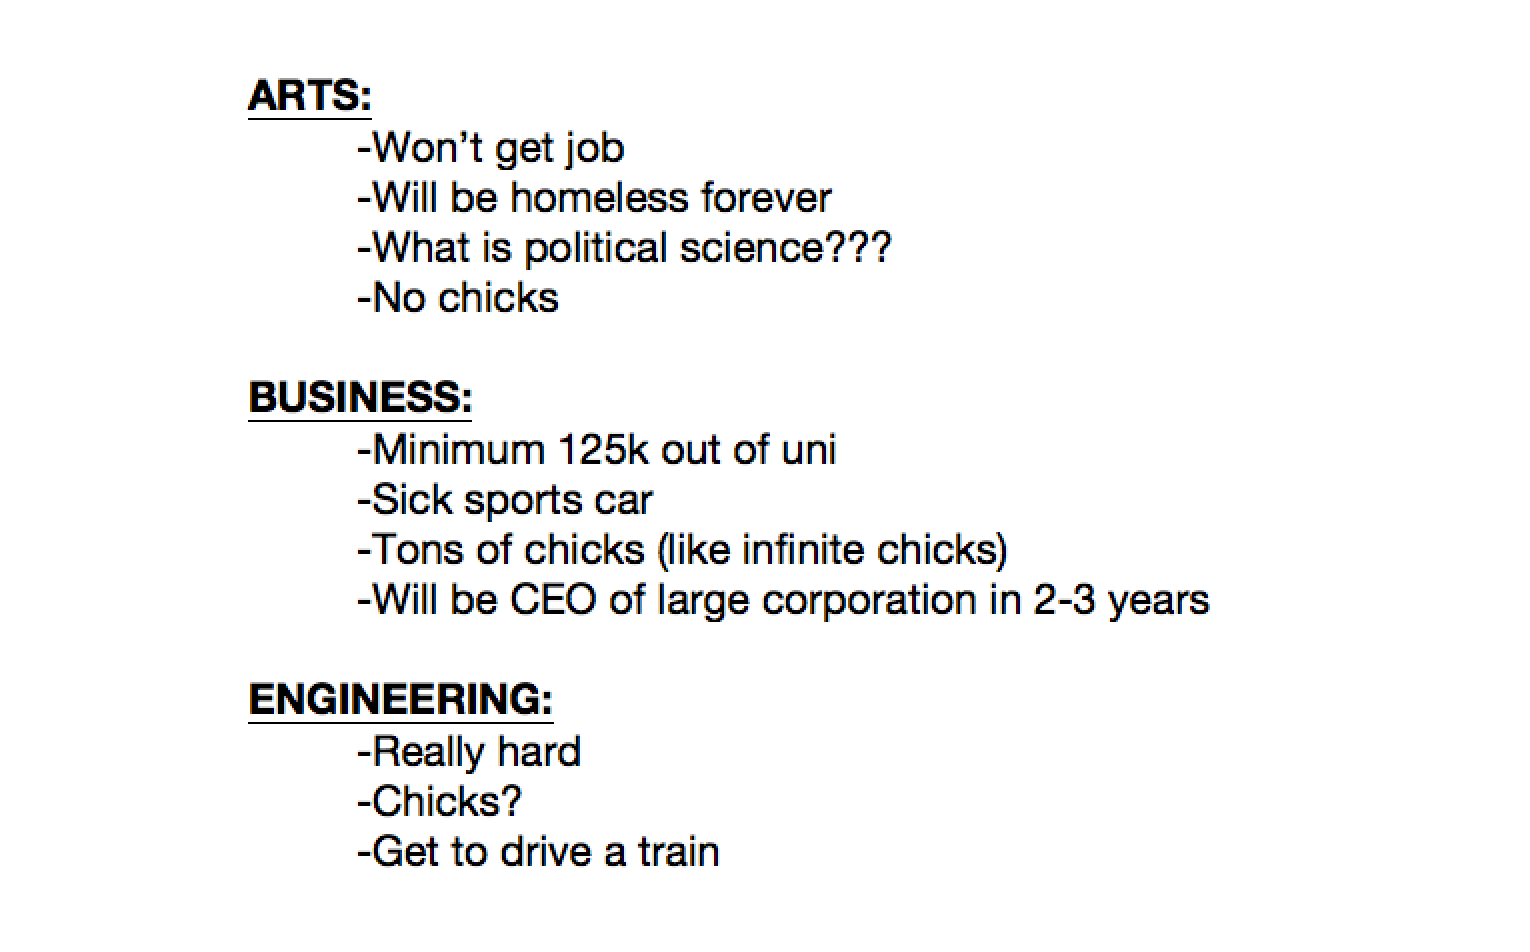 ARTS:
-Won’t get job
-Will be homeless forever
-What is political science???
-No chicks
BUSINESS:
-Minimum 125k out of uni
-Sick sports car
-Tons of chicks (like infinite chicks)
-Will be CEO of large corporation in 2-3 years
ENGINEERING:
-Really hard
-Chicks?
-Get to drive a train